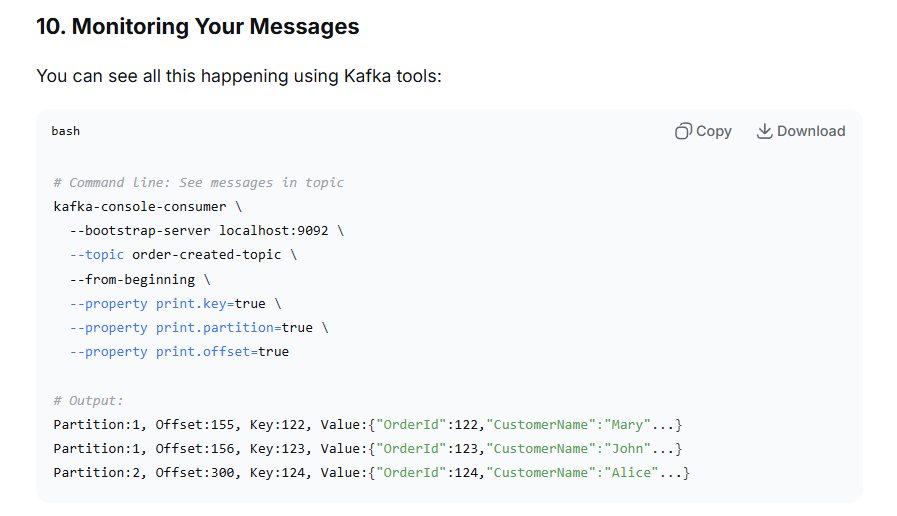 10. Monitoring Your Messages
You can see all this happening using Kafka tools:
bash
Copy
Download
# Command line: See messages in topic
kafka-console-consumer \
  --bootstrap-server localhost:9092 \
  --topic order-created-topic \
  --from-beginning \
  --property print.key=true \
  --property print.partition=true \
  --property print.offset=true
# Output:
Partition:1, Offset:155, Key:122, Value:{"OrderId":122,"CustomerName":"Mary"...}
Partition:1, Offset:156, Key:123, Value:{"OrderId":123,"CustomerName":"John"...}
Partition:2, Offset:300, Key:124, Value:{"OrderId":124,"CustomerName":"Alice"...}